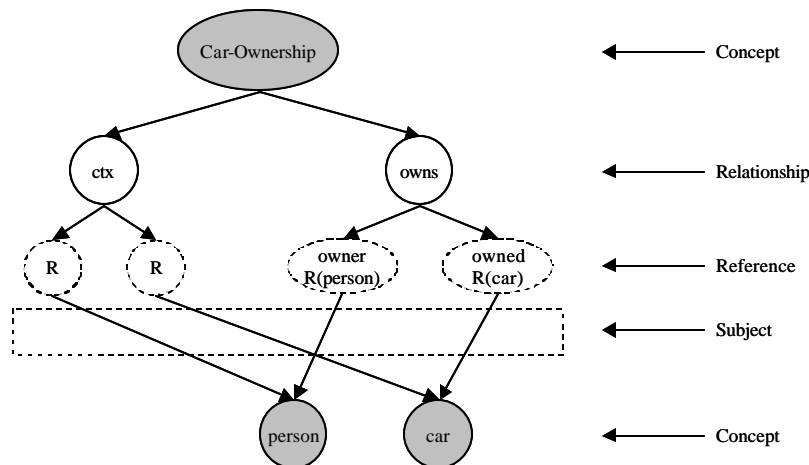 Car-Ownership
Concept
ctx
owns
Relationship
R
R
owner
R(person)
owned
R(car)
Reference
Subject
person
car
Concept